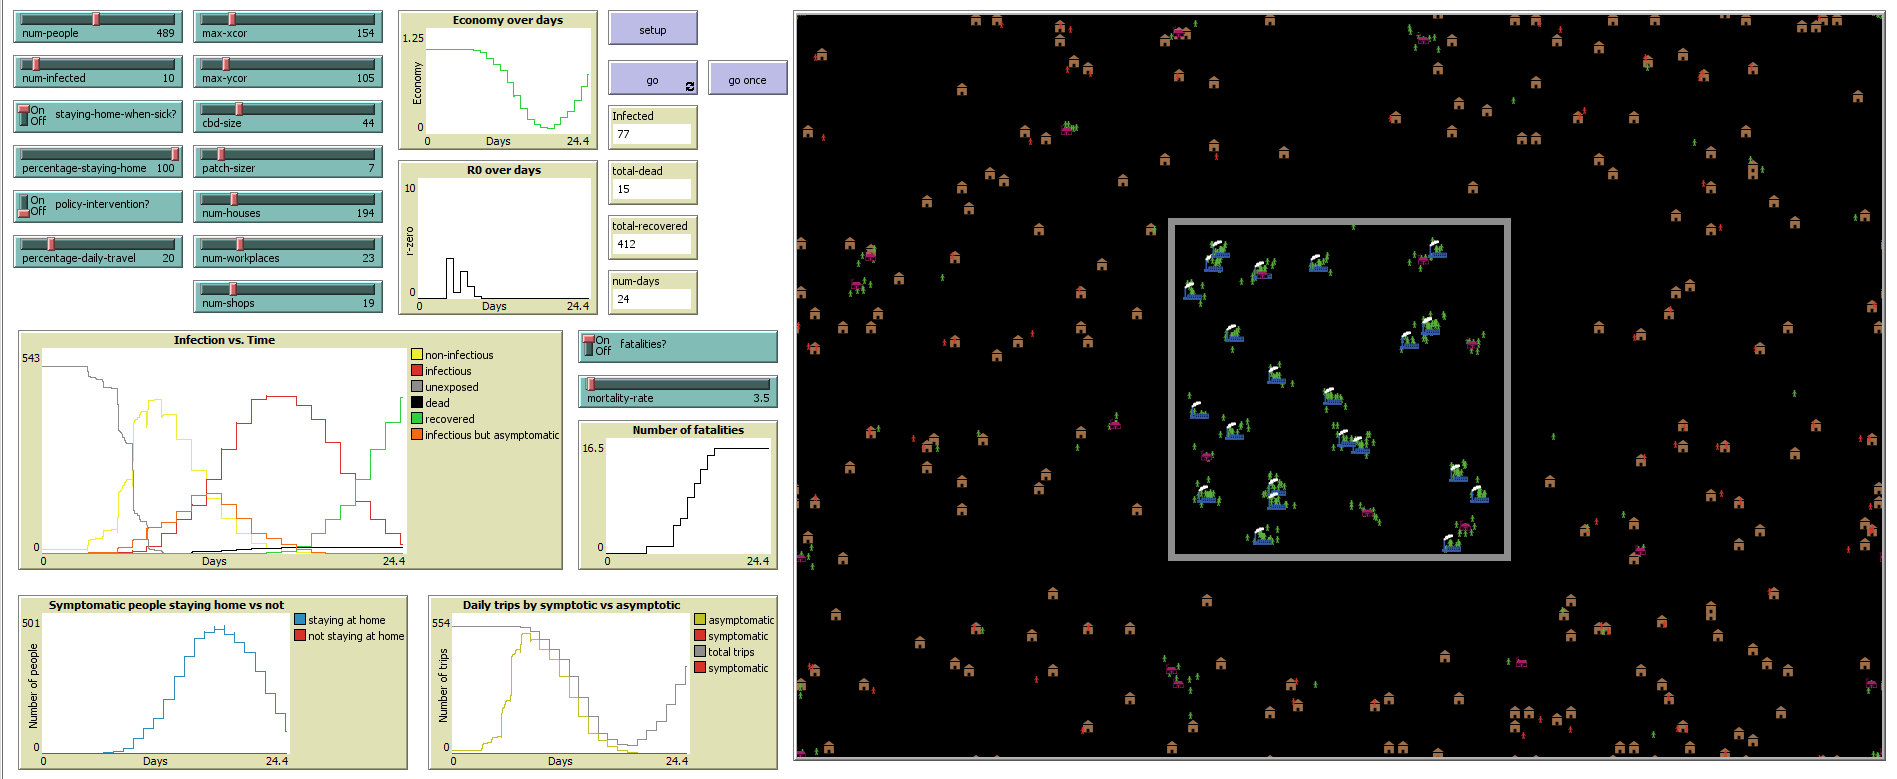 num-people 489
max-xcor 154
num-infected 10
max-ycor 105
On
Off
staying-home-when-sick?
cbd-size 44
percentage-staying-home 100
patch-sizer 7
On
Off
policy-intervention?
num-houses 194
percentage-daily-travel 20
num-workplaces 23
num-shops 19
Economy over days
1.25
Economy
0
0 Days 24.4
R0 over days
10
r-zero
0
0 Days 24.4
setup
go
go once
Infected
77
total-dead
15
total-recovered
412
num-days
24
Infection vs. Time
543
0
0 Days 24.4
non-infectious
infectious
unexposed
dead
recovered
infectious but asymptomatic
On
Off
fatalities?
mortality-rate 3.5
Number of fatalities
16.5
0
0 24.4
Symptomatic people staying home vs not
501
Number of people
0
0 Days 24.4
staying at home
not staying at home
Daily trips by symptotic vs asymptotic
554
Number of trips
0
0 Days 24.4
asymptomatic
symptomatic
total trips
symptomatic